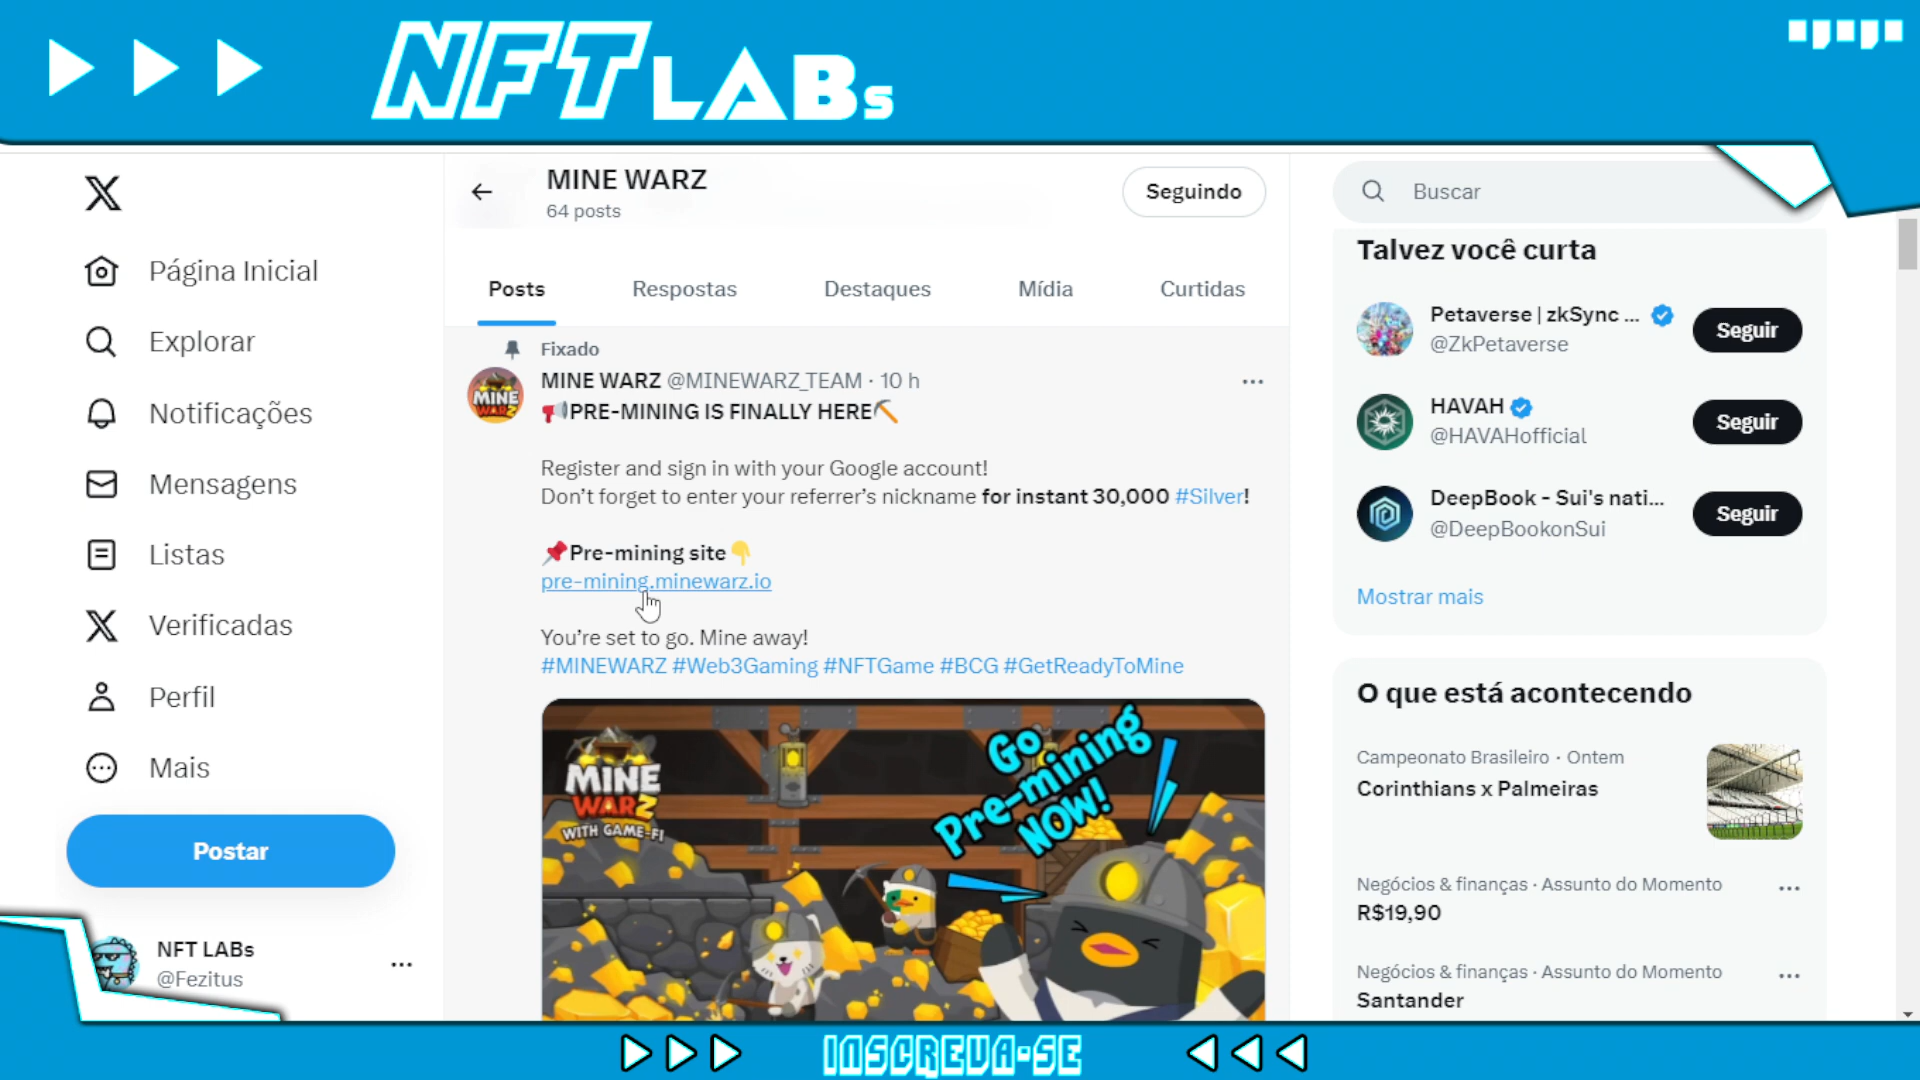 NFT LABs
MINE WARZ
64 posts
Seguindo
Buscar
Página Inicial
Explorar
Notificações
Mensagens
Listas
Verificadas
Perfil
Mais
Postar
NFT LABs
@Fezitus
Posts
Respostas
Destaques
Mídia
Curtidas
Fixado
MINE WARZ @MINEWARZ_TEAM · 10 h
📢PRE-MINING IS FINALLY HERE⛏️
Register and sign in with your Google account!
Don't forget to enter your referrer's nickname for instant 30,000 #Silver!
📌Pre-mining site👇
pre-mining.minewarz.io
You're set to go. Mine away!
#MINEWARZ #Web3Gaming #NFTGame #BCG #GetReadyToMine
MINE
WARZ
WITH GAME-FI
Go
Pre-mining
NOW!
MINE
WARZ
Talvez você curta
Petaverse | zkSync ...
@ZkPetaverse
Seguir
HAVAH
@HAVAHofficial
Seguir
DeepBook - Sui's nati...
@DeepBookonSui
Seguir
Mostrar mais
O que está acontecendo
Campeonato Brasileiro · Ontem
Corinthians x Palmeiras
Negócios & finanças · Assunto do Momento
R$19,90
Negócios & finanças · Assunto do Momento
Santander
INSCREVA-SE